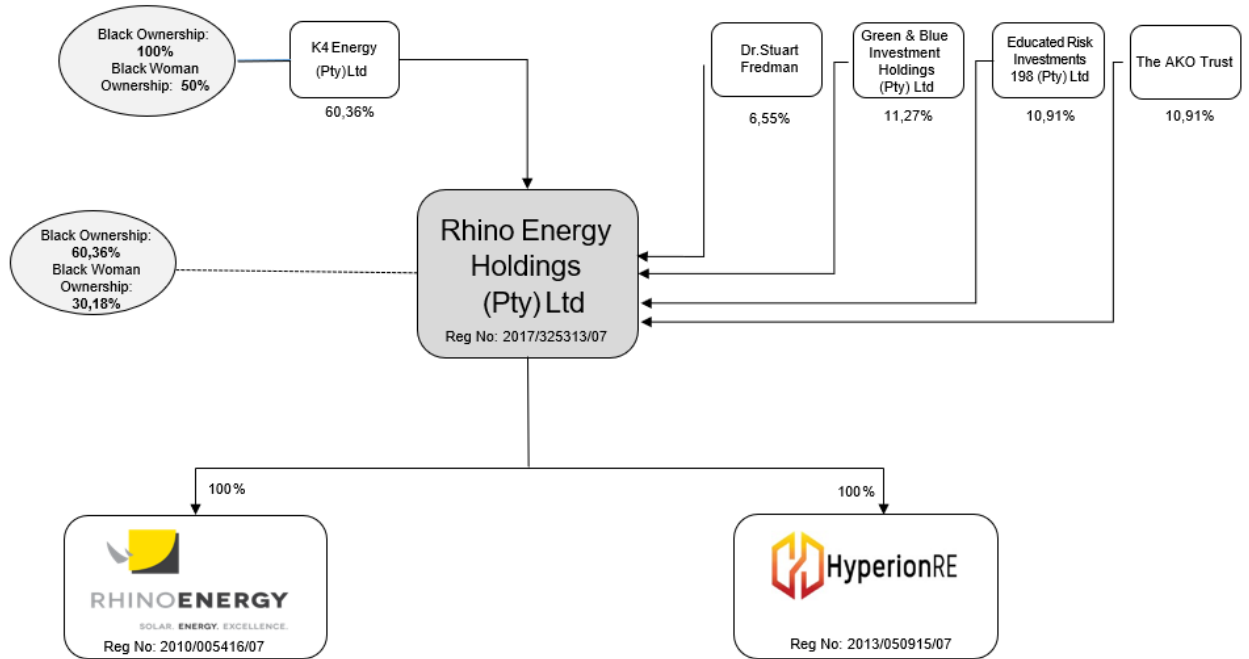 Black Ownership:
100%
Black Woman
Ownership: 50%
K4 Energy
(Pty)Ltd
60,36%
Dr.Stuart
Fredman
6,55%
Green & Blue
Investment
Holdings
(Pty) Ltd
11,27%
Educated Risk
Investments
198 (Pty) Ltd
10,91%
The AKO Trust
10,91%
Black Ownership:
60,36%
Black Woman
Ownership:
30,18%
Rhino Energy
Holdings
(Pty) Ltd
Reg No: 2017/325313/07
100%
100%
RHINOENERGY
SOLAR. ENERGY. EXCELLENCE.
Reg No: 2010/005416/07
HyperionRE
Reg No: 2013/050915/07